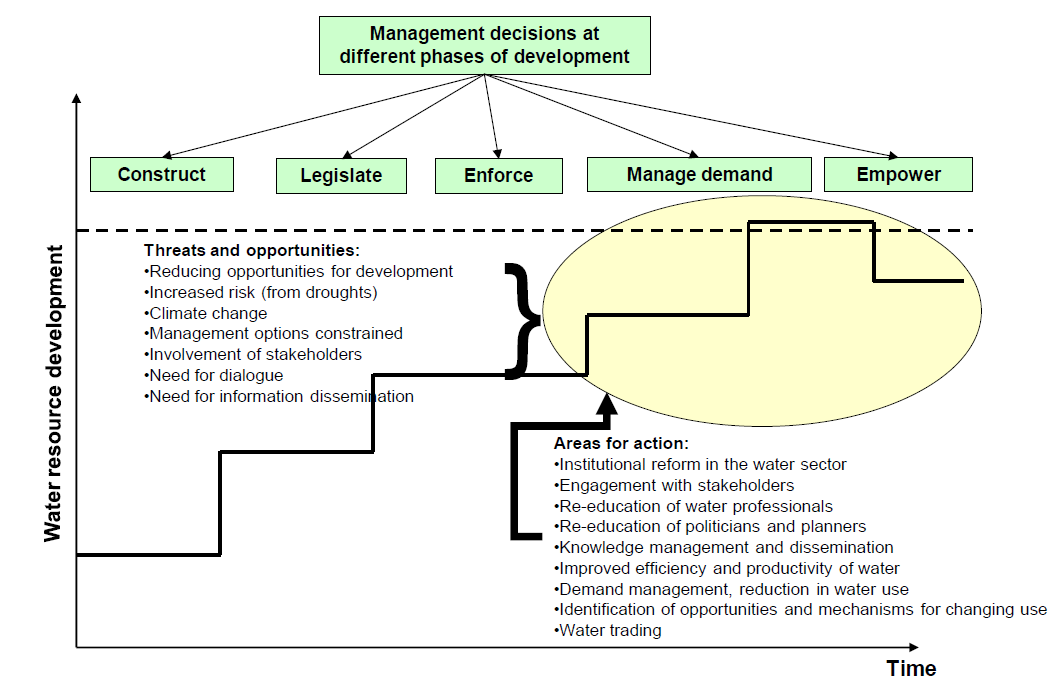 Management decisions at
different phases of development
Construct
Legislate
Enforce
Manage demand
Empower
Water resource development
Threats and opportunities:
•Reducing opportunities for development
•Increased risk (from droughts)
•Climate change
•Management options constrained
•Involvement of stakeholders
•Need for dialogue
•Need for information dissemination
Areas for action:
•Institutional reform in the water sector
•Engagement with stakeholders
•Re-education of water professionals
•Re-education of politicians and planners
•Knowledge management and dissemination
•Improved efficiency and productivity of water
•Demand management, reduction in water use
•Identification of opportunities and mechanisms for changing use
•Water trading
Time